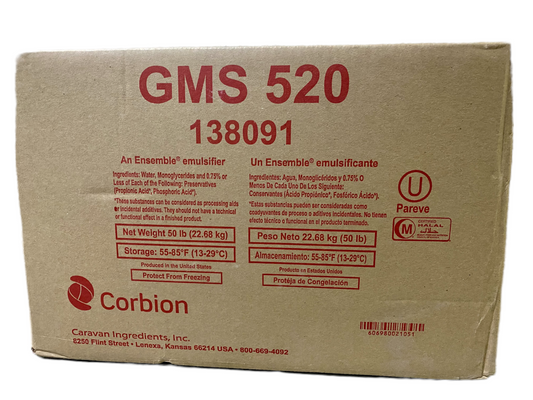 GMS 520
138091
An Ensemble® emulsifier
Ingredients: Water, Monoglycerides and 0.75% or
Less of Each of the Following: Preservatives
(Propionic Acid*, Phosphoric Acid*).
*These substances can be considered as processing aids
or incidental additives. They should not have a technical
or functional effect in a finished product.
Net Weight 50 lb (22.68 kg)
Storage: 55-85°F (13-29°C)
Produced in the United States
Protect From Freezing
Un Ensemble® emulsificante
Ingredientes: Agua, Monoglicéridos y 0.75% O
Menos De Cada Uno De Los Siguiente:
Conservantes (Ácido Propiónico*, Fosfórico Ácido*).
*Estas substancias pueden ser consideradas como
coadyuvantes de proceso o aditivos incidentales. No tienen
efecto técnico o funcional en el producto terminado.
Peso Neto 22.68 kg (50 lb)
Almacenamiento: 55-85°F (13-29°C)
Producto en Estados Unidos
Protéja de Congelación
U
Pareve
M
HALAL
حلال
Corbion
Caravan Ingredients, Inc.
8250 Flint Street • Lenexa, Kansas 66214 USA • 800-669-4092
606980021051